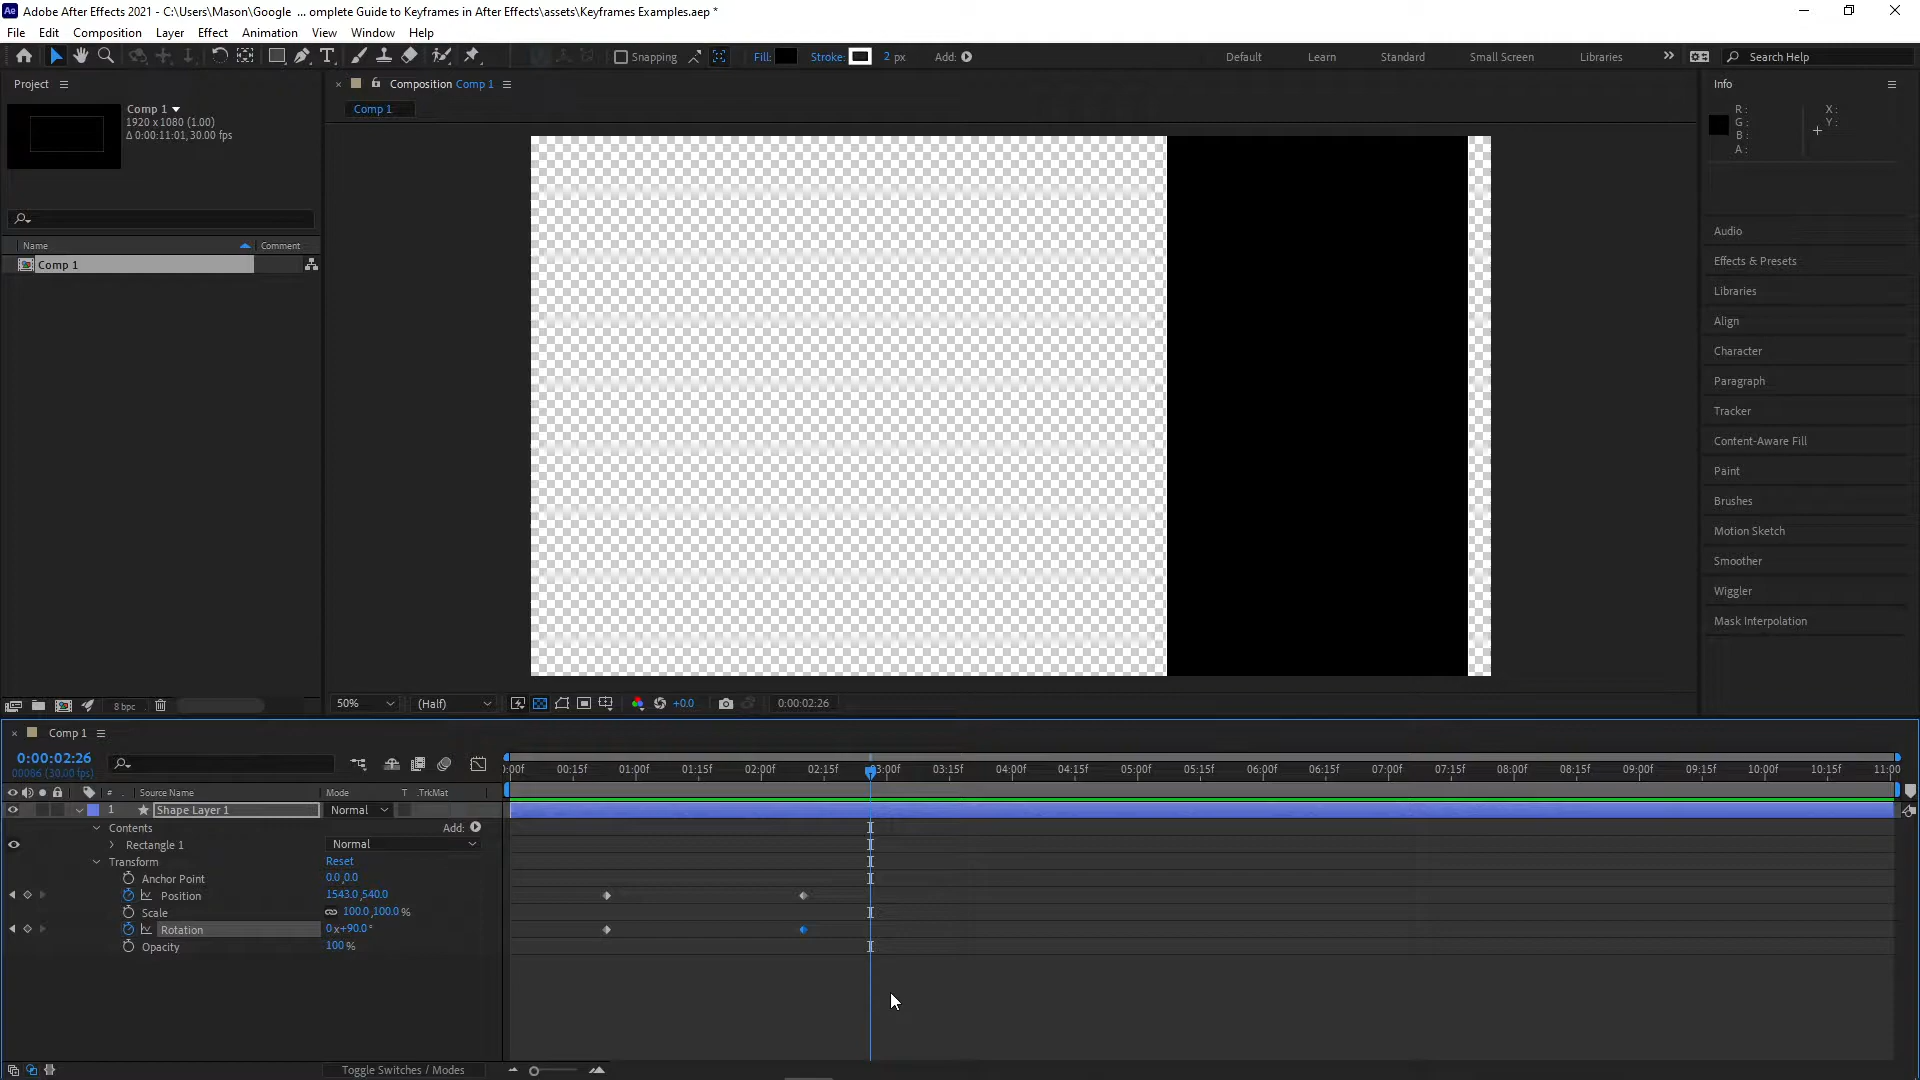 Adobe After Effects 2021 - C:\Users\Mason\Google ... omplete Guide to Keyframes in After Effects\assets\Keyframes Examples.aep *
File Edit Composition Layer Effect Animation View Window Help
Snapping Fill: Stroke: 2 px Add: Default Learn Standard Small Screen Libraries Search Help
Project
Comp 1
1920 x 1080 (1.00)
Δ 0:00:11:01, 30.00 fps
Name Comment
Comp 1
8 bpc
Composition Comp 1
Comp 1
50% (Half) +0.0 0:00:02:26
Info
R: X:
G: Y:
B:
A:
Audio
Effects & Presets
Libraries
Align
Character
Paragraph
Tracker
Content-Aware Fill
Paint
Brushes
Motion Sketch
Smoother
Wiggler
Mask Interpolation
Comp 1
0:00:02:26
00086 (30.00 fps)
:00f 00:15f 01:00f 01:15f 02:00f 02:15f 03:00f 03:15f 04:00f 04:15f 05:00f 05:15f 06:00f 06:15f 07:00f 07:15f 08:00f 08:15f 09:00f 09:15f 10:00f 10:15f 11:00
# Source Name Mode T .TrkMat
1 Shape Layer 1 Normal
Contents Add:
Rectangle 1 Normal
Transform Reset
Anchor Point 0.0,0.0
Position 1543.0,540.0
Scale 100.0,100.0 %
Rotation 0x+90.0°
Opacity 100 %
Toggle Switches / Modes